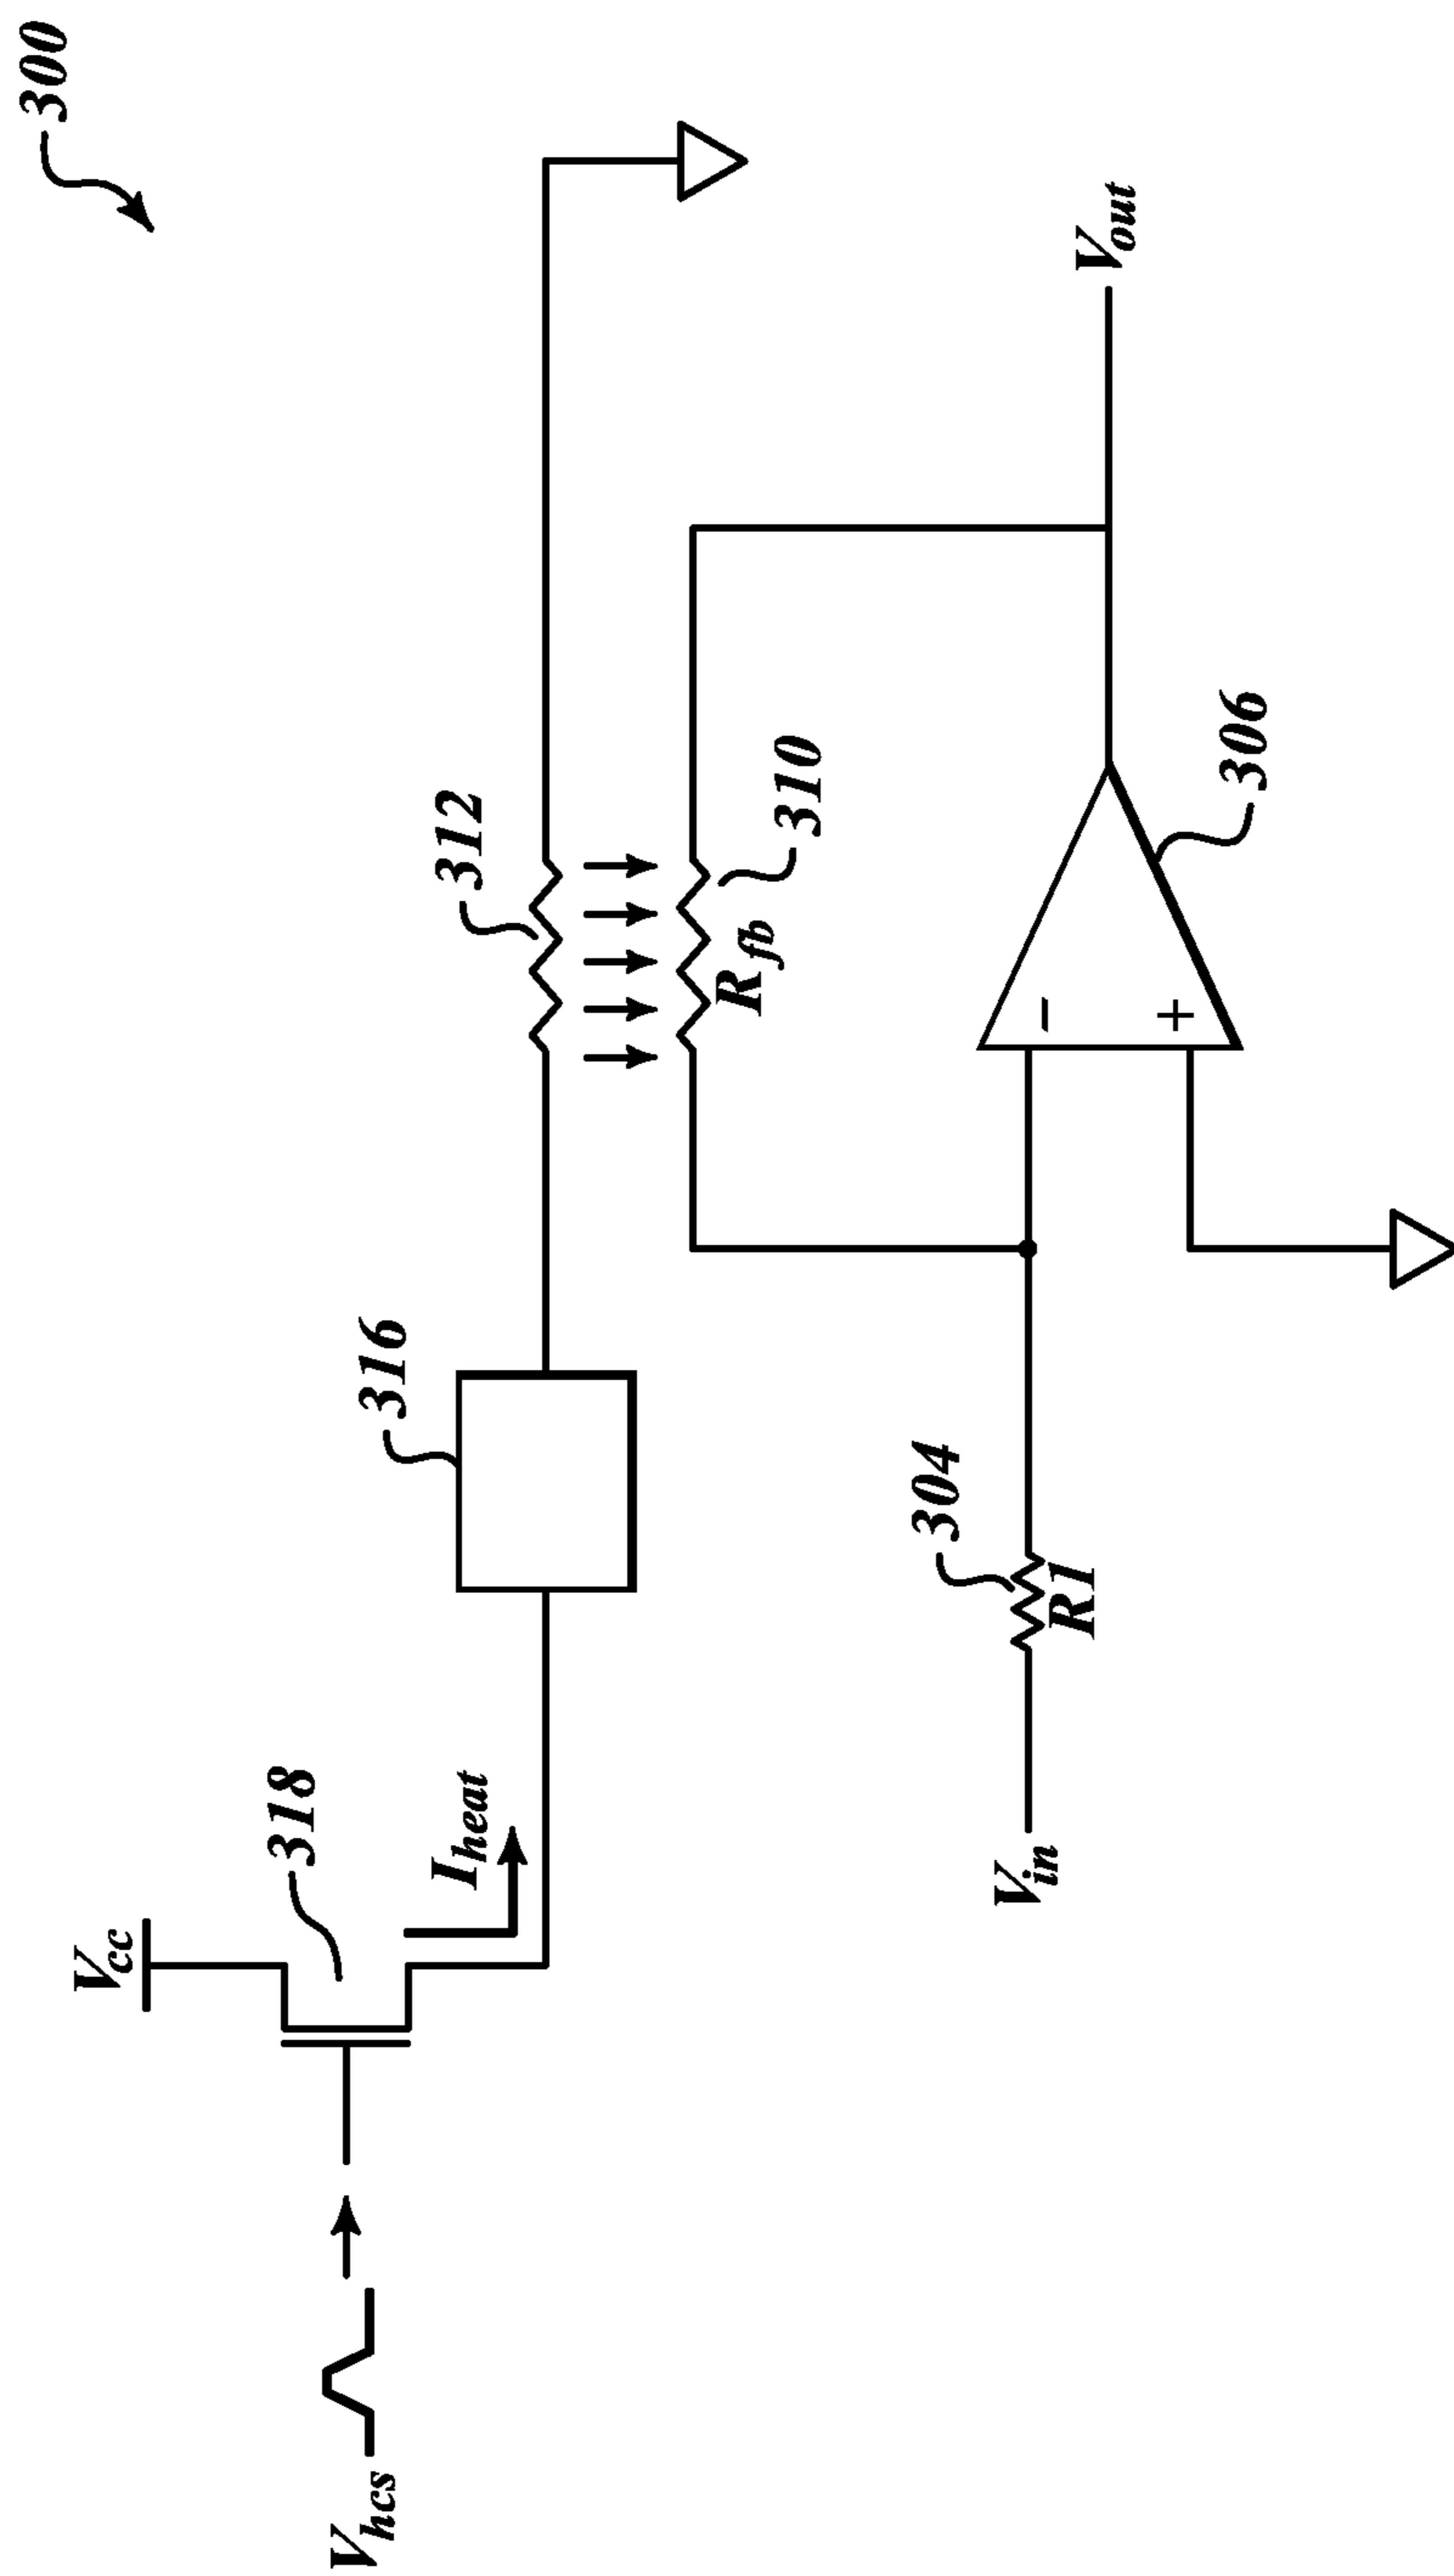 300
Vcc
318
Iheat
Vhcs
316
312
310
Rfb
304
R1
Vin
−
+
306
Vout